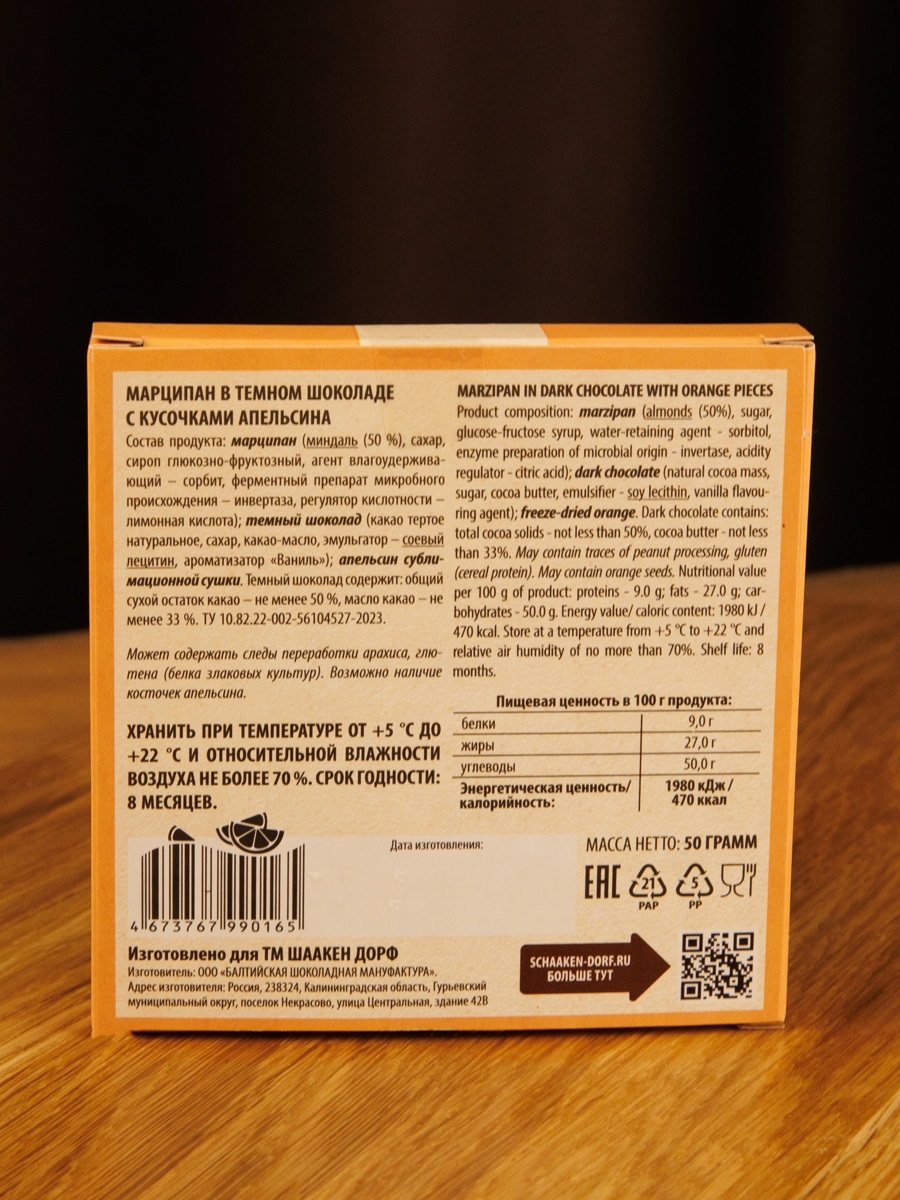 МАРЦИПАН В ТЕМНОМ ШОКОЛАДЕ
С КУСОЧКАМИ АПЕЛЬСИНА
Состав продукта: марципан (миндаль (50 %), сахар,
сироп глюкозно-фруктозный, агент влагоудержива-
ющий – сорбит, ферментный препарат микробного
происхождения – инвертаза, регулятор кислотности –
лимонная кислота); темный шоколад (какао тертое
натуральное, сахар, какао-масло, эмульгатор – соевый
лецитин, ароматизатор «Ваниль»); апельсин субли-
мационной сушки. Темный шоколад содержит: общий
сухой остаток какао – не менее 50 %, масло какао – не
менее 33 %. ТУ 10.82.22-002-56104527-2023.
Может содержать следы переработки арахиса, глю-
тена (белка злаковых культур). Возможно наличие
косточек апельсина.
ХРАНИТЬ ПРИ ТЕМПЕРАТУРЕ ОТ +5 °С ДО
+22 °С И ОТНОСИТЕЛЬНОЙ ВЛАЖНОСТИ
ВОЗДУХА НЕ БОЛЕЕ 70 %. СРОК ГОДНОСТИ:
8 МЕСЯЦЕВ.
MARZIPAN IN DARK CHOCOLATE WITH ORANGE PIECES
Product composition: marzipan (almonds (50%), sugar,
glucose-fructose syrup, water-retaining agent - sorbitol,
enzyme preparation of microbial origin - invertase, acidity
regulator - citric acid); dark chocolate (natural cocoa mass,
sugar, cocoa butter, emulsifier - soy lecithin, vanilla flavou-
ring agent); freeze-dried orange. Dark chocolate contains:
total cocoa solids - not less than 50%, cocoa butter - not less
than 33%. May contain traces of peanut processing, gluten
(cereal protein). May contain orange seeds. Nutritional value
per 100 g of product: proteins - 9.0 g; fats - 27.0 g; car-
bohydrates - 50.0 g. Energy value/ caloric content: 1980 kJ /
470 kcal. Store at a temperature from +5 °C to +22 °C and
relative air humidity of no more than 70%. Shelf life: 8
months.
Пищевая ценность в 100 г продукта:
белки 9,0 г
жиры 27,0 г
углеводы 50,0 г
Энергетическая ценность/ 1980 кДж /
калорийность: 470 ккал
Дата изготовления:
МАССА НЕТТО: 50 ГРАММ
EAC 21 5
PAP PP
4 673767 990165
Изготовлено для ТМ ШААКЕН ДОРФ
Изготовитель: ООО «БАЛТИЙСКАЯ ШОКОЛАДНАЯ МАНУФАКТУРА».
Адрес изготовителя: Россия, 238324, Калининградская область, Гурьевский
муниципальный округ, поселок Некрасово, улица Центральная, здание 42В
SCHAAKEN-DORF.RU
БОЛЬШЕ ТУТ